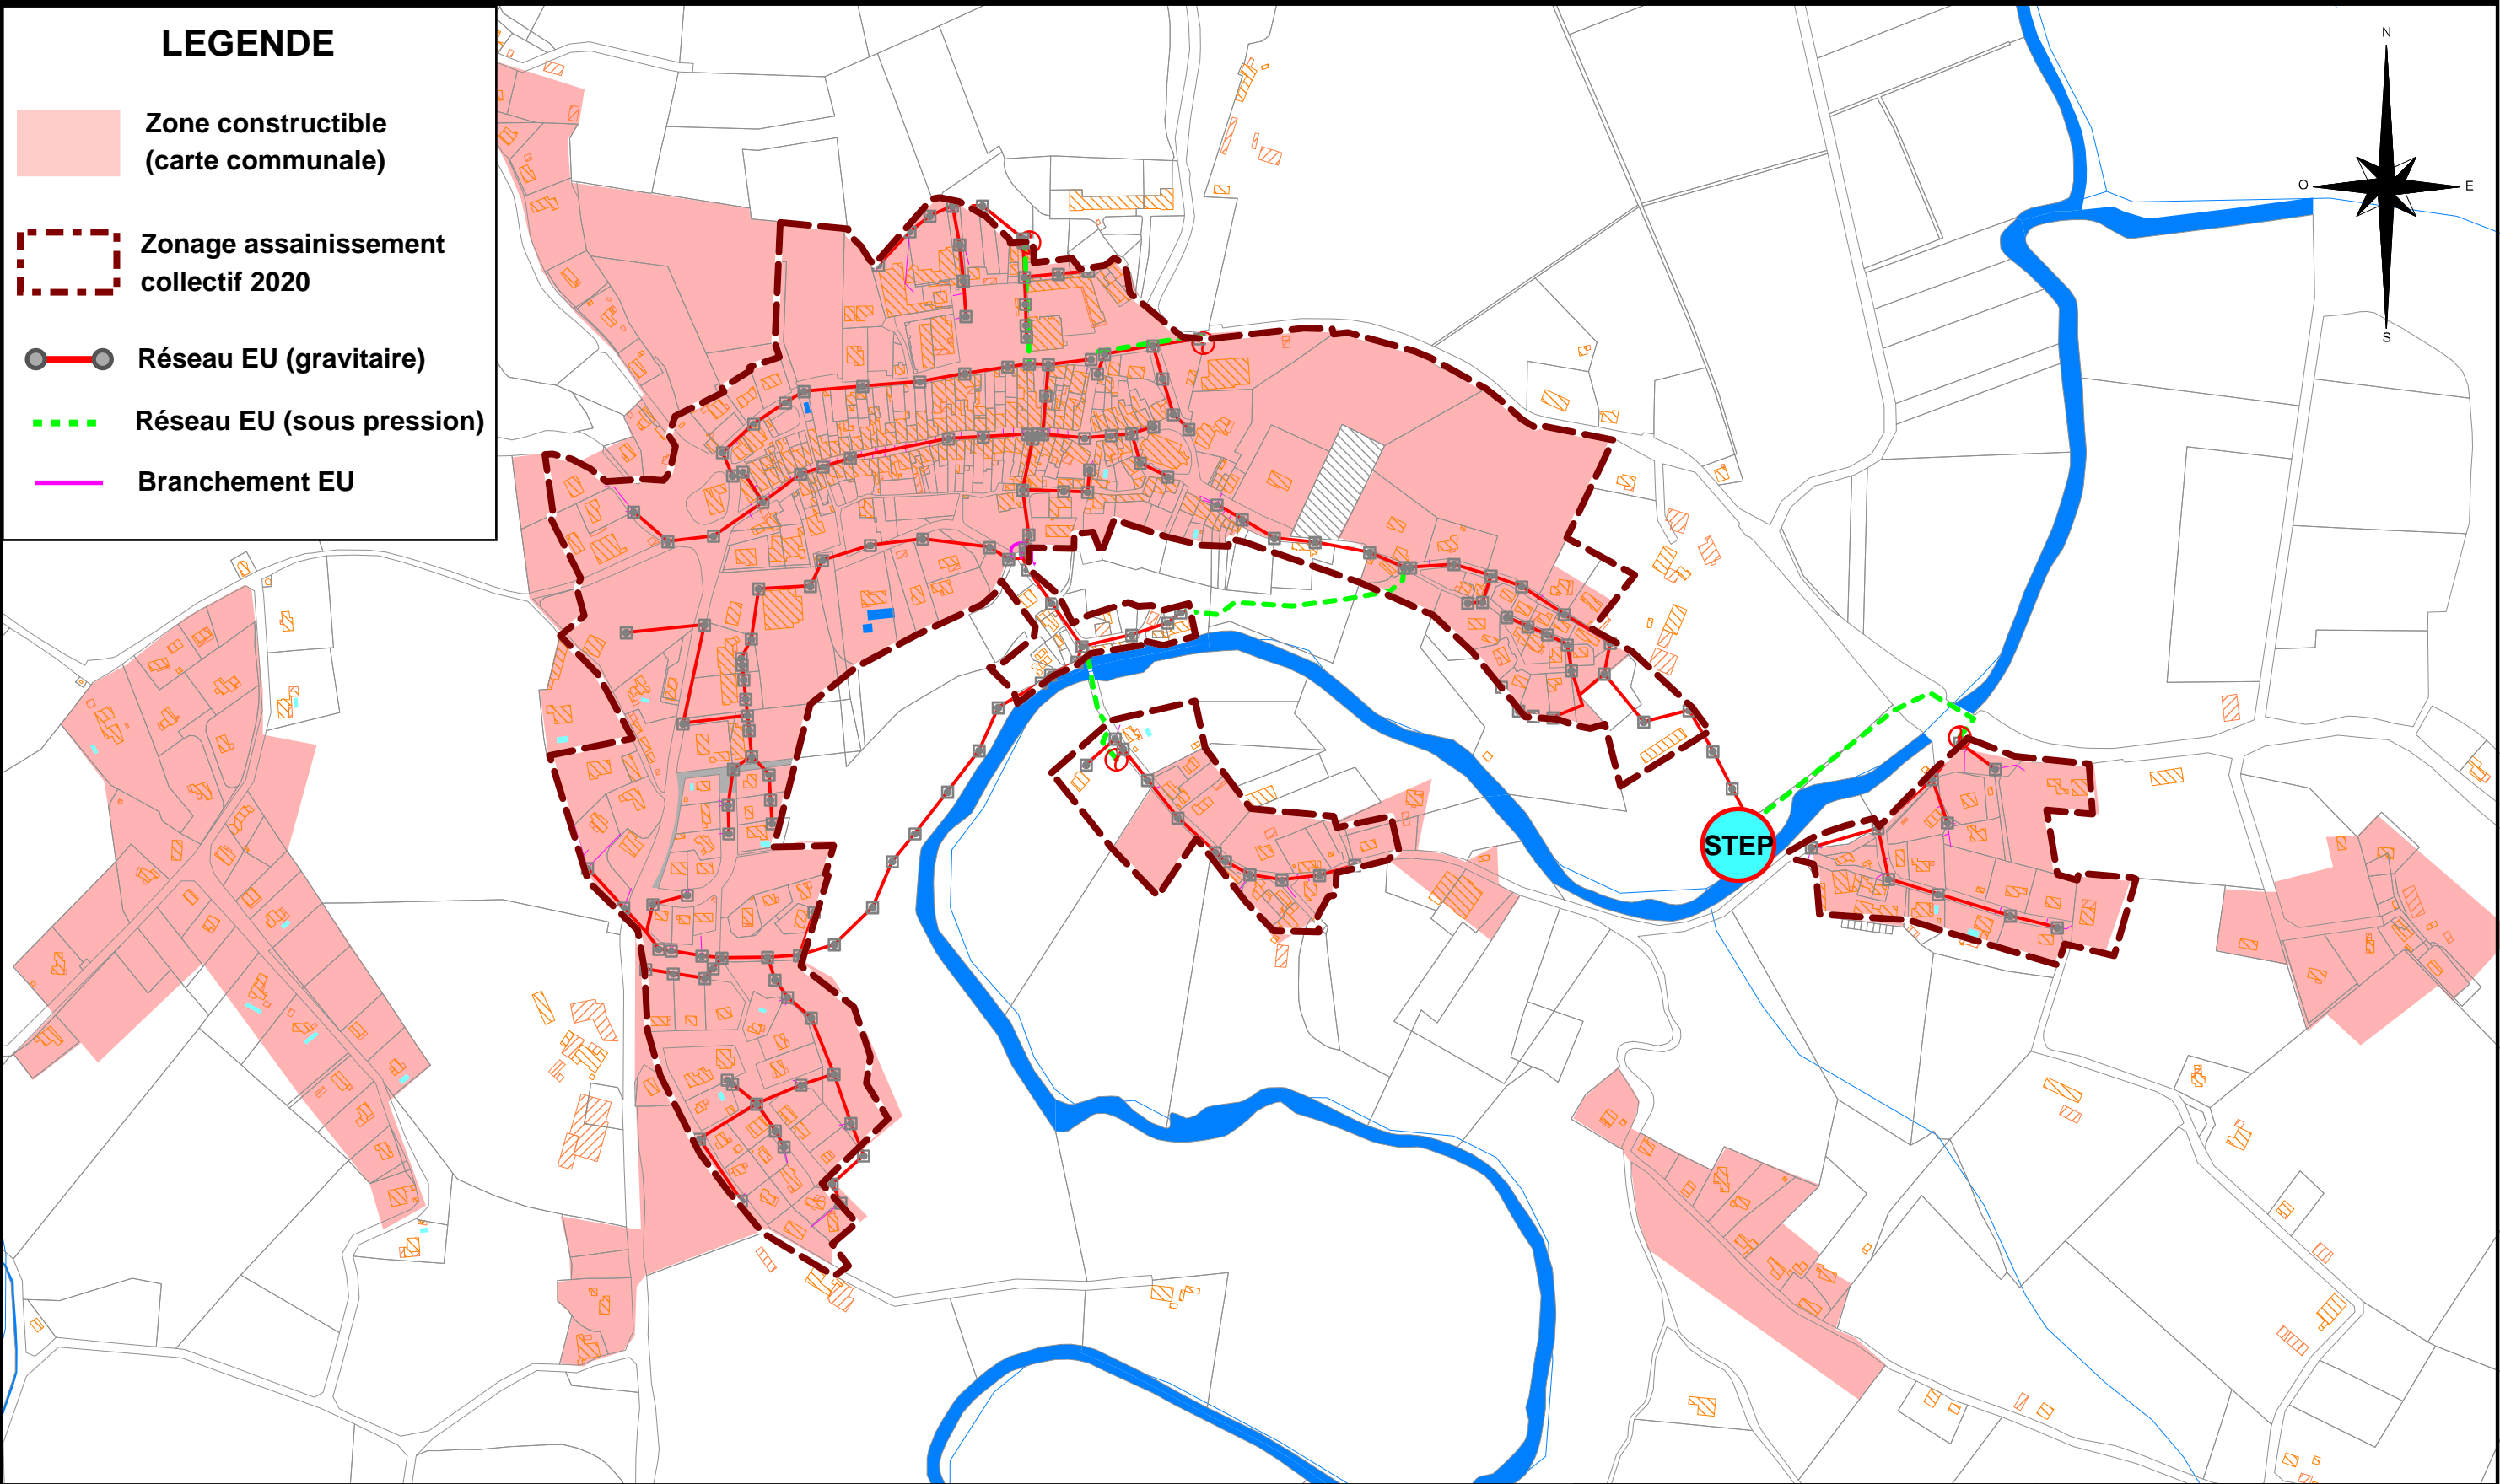 LEGENDE
Zone constructible
(carte communale)
Zonage assainissement
collectif 2020
Réseau EU (gravitaire)
Réseau EU (sous pression)
Branchement EU
N
O
E
S
STEP